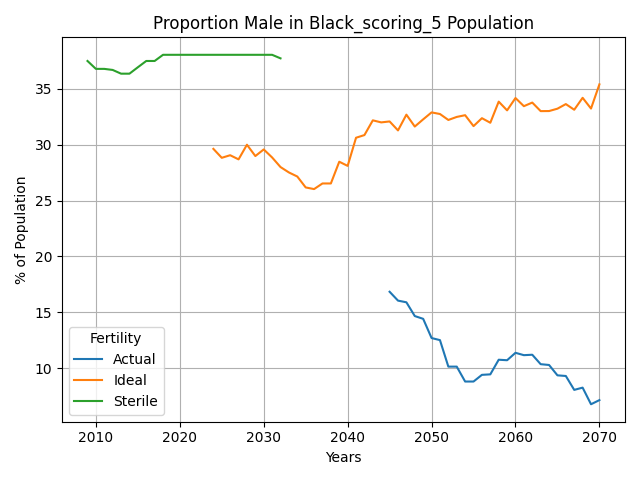 Proportion Male in Black_scoring_5 Population
% of Population
35
30
25
20
15
10
Fertility
Actual
Ideal
Sterile
2010 2020 2030 2040 2050 2060 2070
Years